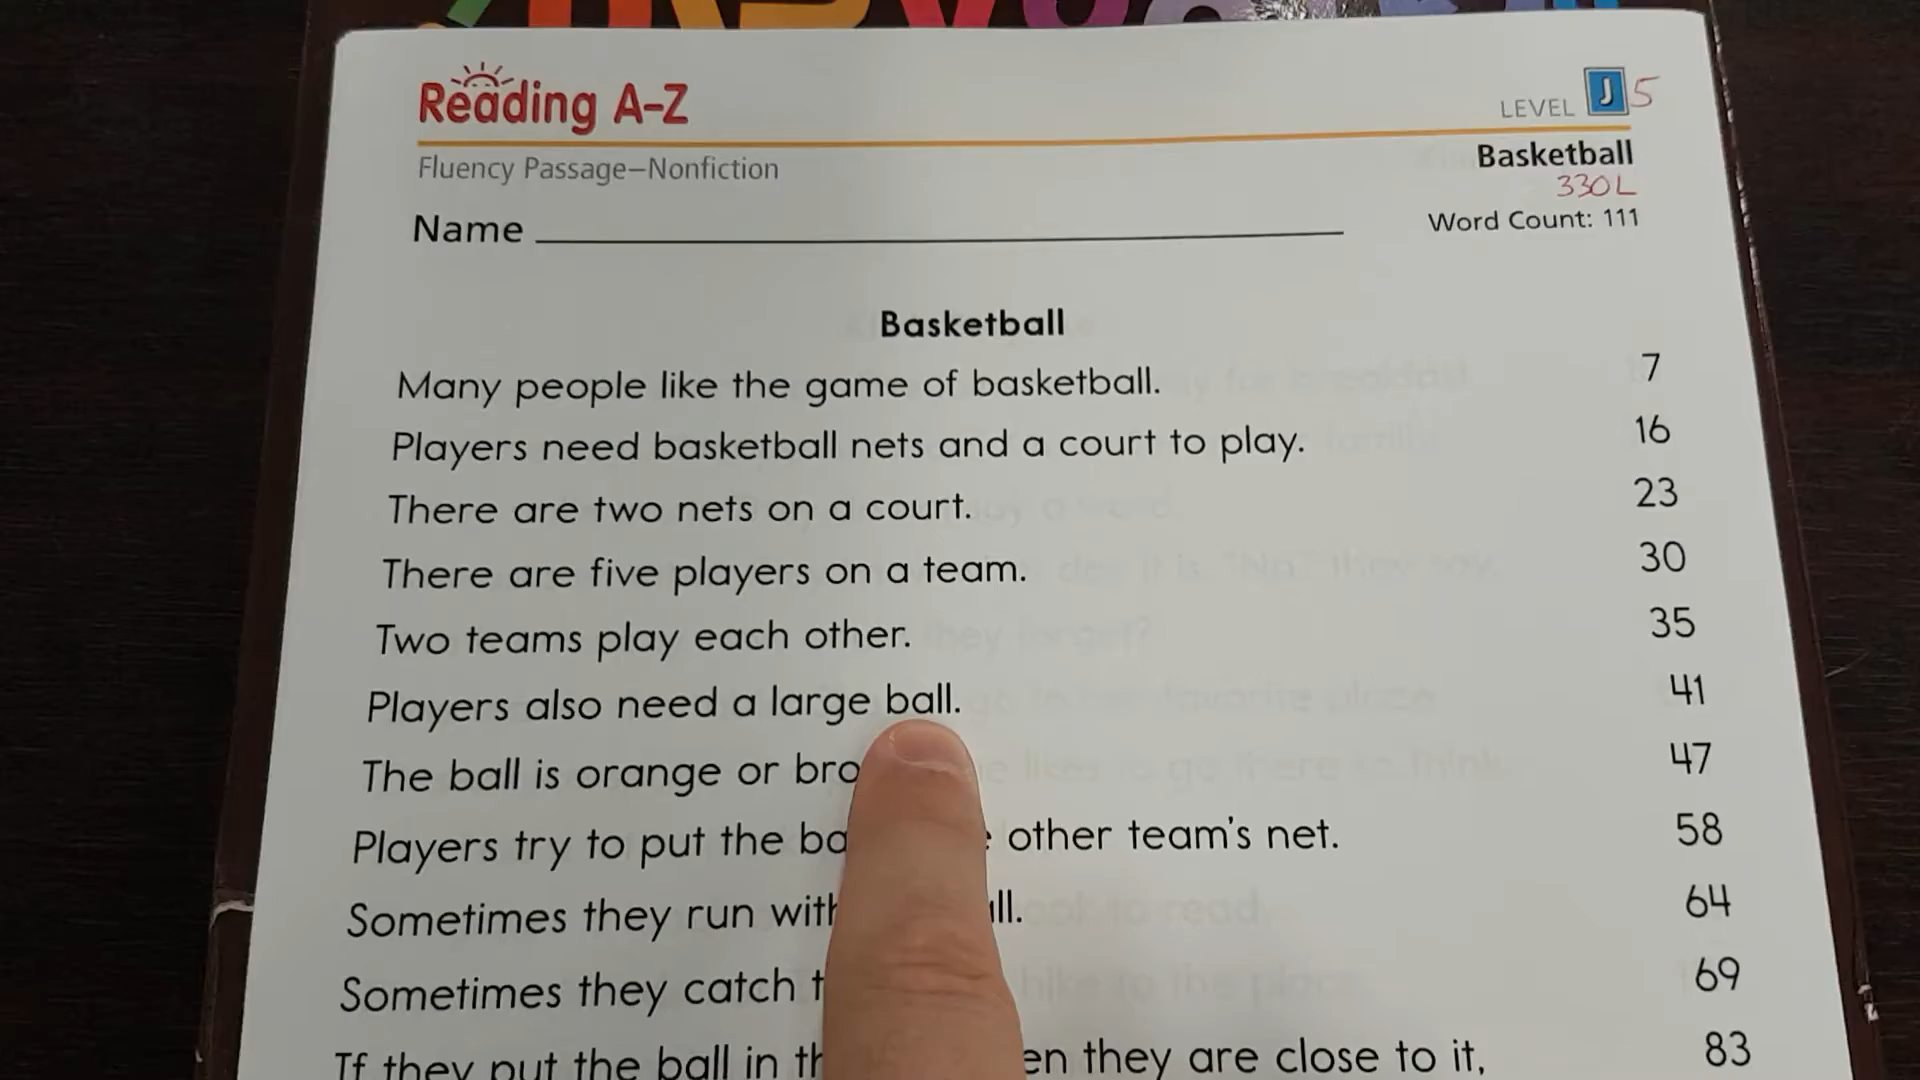 Reading A-Z
LEVEL J 5
Fluency Passage—Nonfiction
Basketball
330L
Name
Word Count: 111
Basketball
Many people like the game of basketball. 7
Players need basketball nets and a court to play. 16
There are two nets on a court. 23
There are five players on a team. 30
Two teams play each other. 35
Players also need a large ball. 41
The ball is orange or 47
Players try to put the other team's net. 58
Sometimes they run 64
Sometimes they catch 69
If they put the ball in they are close to it, 83